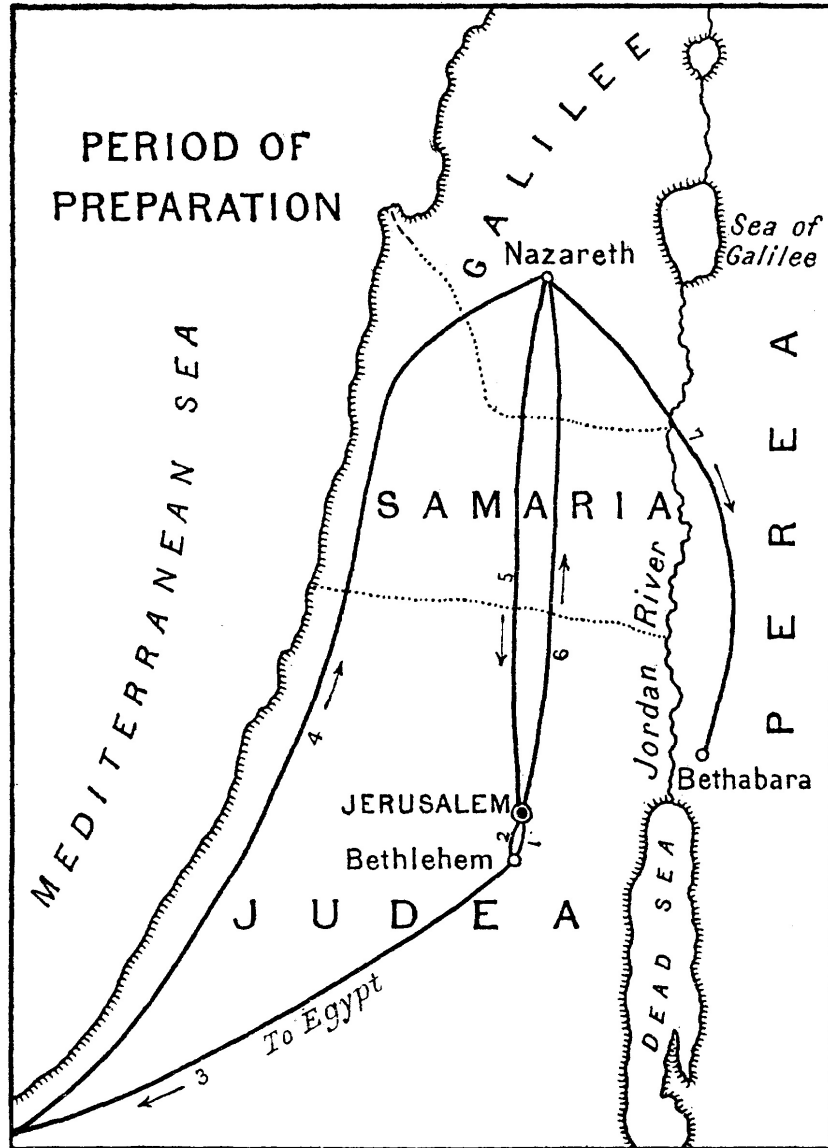 PERIOD OF
PREPARATION
GALILEE
Sea of
Galilee
Nazareth
MEDITERRANEAN SEA
PEREA
7
SAMARIA
5
6
Jordan River
4
Bethabara
JERUSALEM
2
1
Bethlehem
JUDEA
DEAD SEA
To Egypt
3